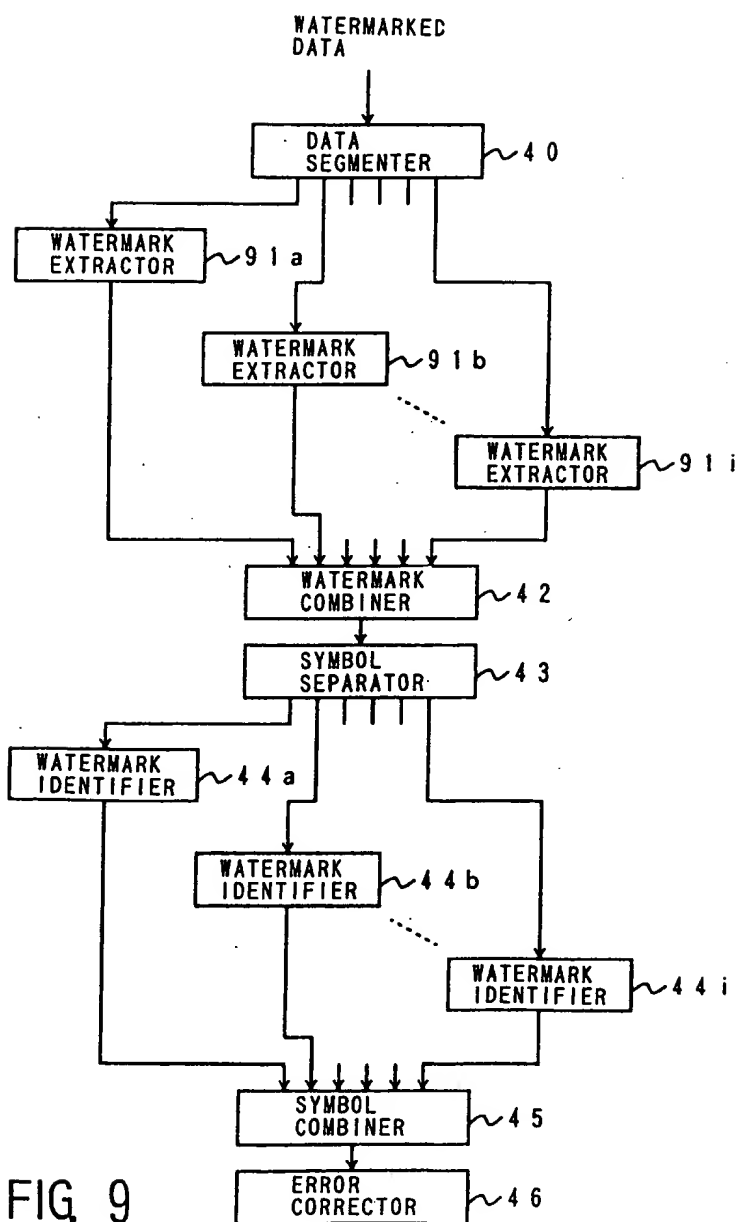 WATERMARKED
DATA
DATA
SEGMENTER
40
WATERMARK
EXTRACTOR
91a
WATERMARK
EXTRACTOR
91b
WATERMARK
EXTRACTOR
91i
WATERMARK
COMBINER
42
SYMBOL
SEPARATOR
43
WATERMARK
IDENTIFIER
44a
WATERMARK
IDENTIFIER
44b
WATERMARK
IDENTIFIER
44i
SYMBOL
COMBINER
45
ERROR
CORRECTOR
46
FIG. 9